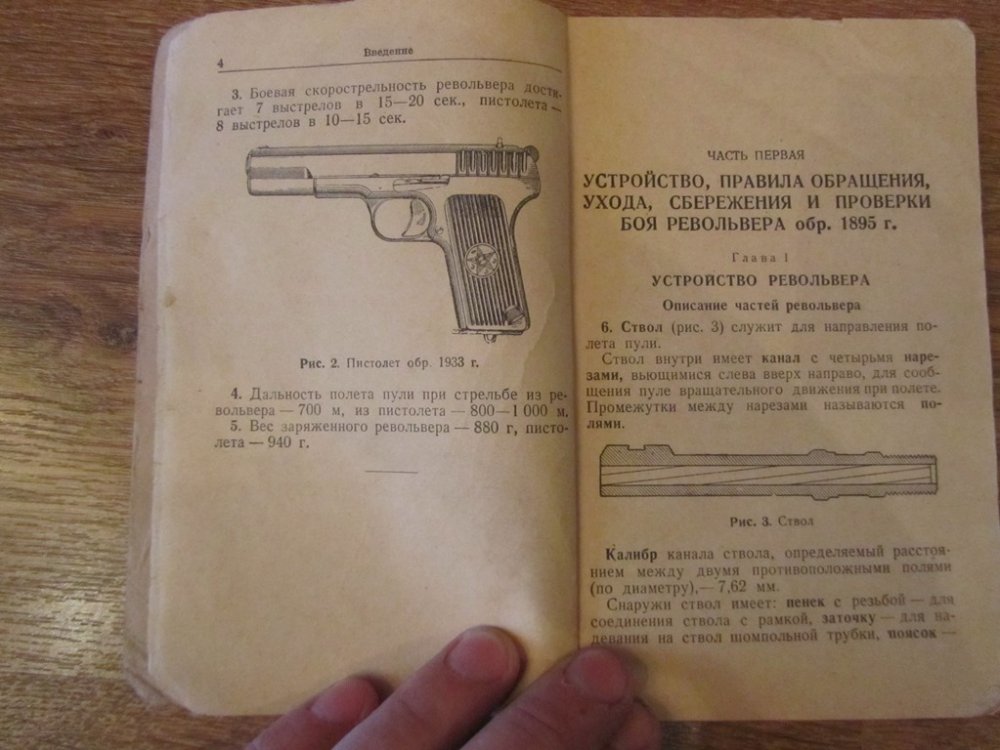 4
Введение
3. Боевая скорострельность револьвера дости-
гает 7 выстрелов в 15—20 сек., пистолета —
8 выстрелов в 10—15 сек.
Рис. 2. Пистолет обр. 1933 г.
4. Дальность полета пули при стрельбе из ре-
вольвера — 700 м, из пистолета — 800—1 000 м.
5. Вес заряженного револьвера — 880 г, писто-
лета — 940 г.
ЧАСТЬ ПЕРВАЯ
УСТРОЙСТВО, ПРАВИЛА ОБРАЩЕНИЯ,
УХОДА, СБЕРЕЖЕНИЯ И ПРОВЕРКИ
БОЯ РЕВОЛЬВЕРА обр. 1895 г.
Глава I
УСТРОЙСТВО РЕВОЛЬВЕРА
Описание частей револьвера
6. Ствол (рис. 3) служит для направления по-
лета пули.
Ствол внутри имеет канал с четырьмя наре-
зами, вьющимися слева вверх направо, для сооб-
щения пуле вращательного движения при полете.
Промежутки между нарезами называются по-
лями.
Рис. 3. Ствол
Калибр канала ствола, определяемый расстоя-
нием между двумя противоположными полями
(по диаметру),— 7,62 мм.
Снаружи ствол имеет: пенек с резьбой — для
соединения ствола с рамкой, заточку — для на-
девания на ствол шомпольной трубки, поясок —